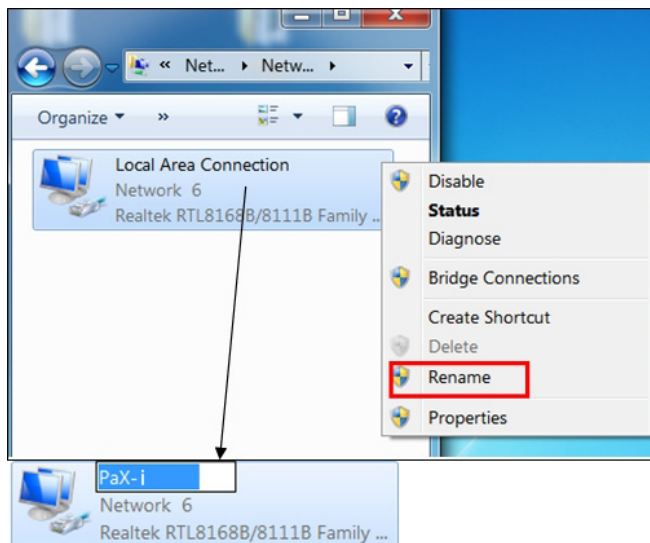 « Net... Netw...
Organize »
Local Area Connection
Network 6
Realtek RTL8168B/8111B Family ...
Disable
Status
Diagnose
Bridge Connections
Create Shortcut
Delete
Rename
Properties
PaX-i
Network 6
Realtek RTL8168B/8111B Family ...